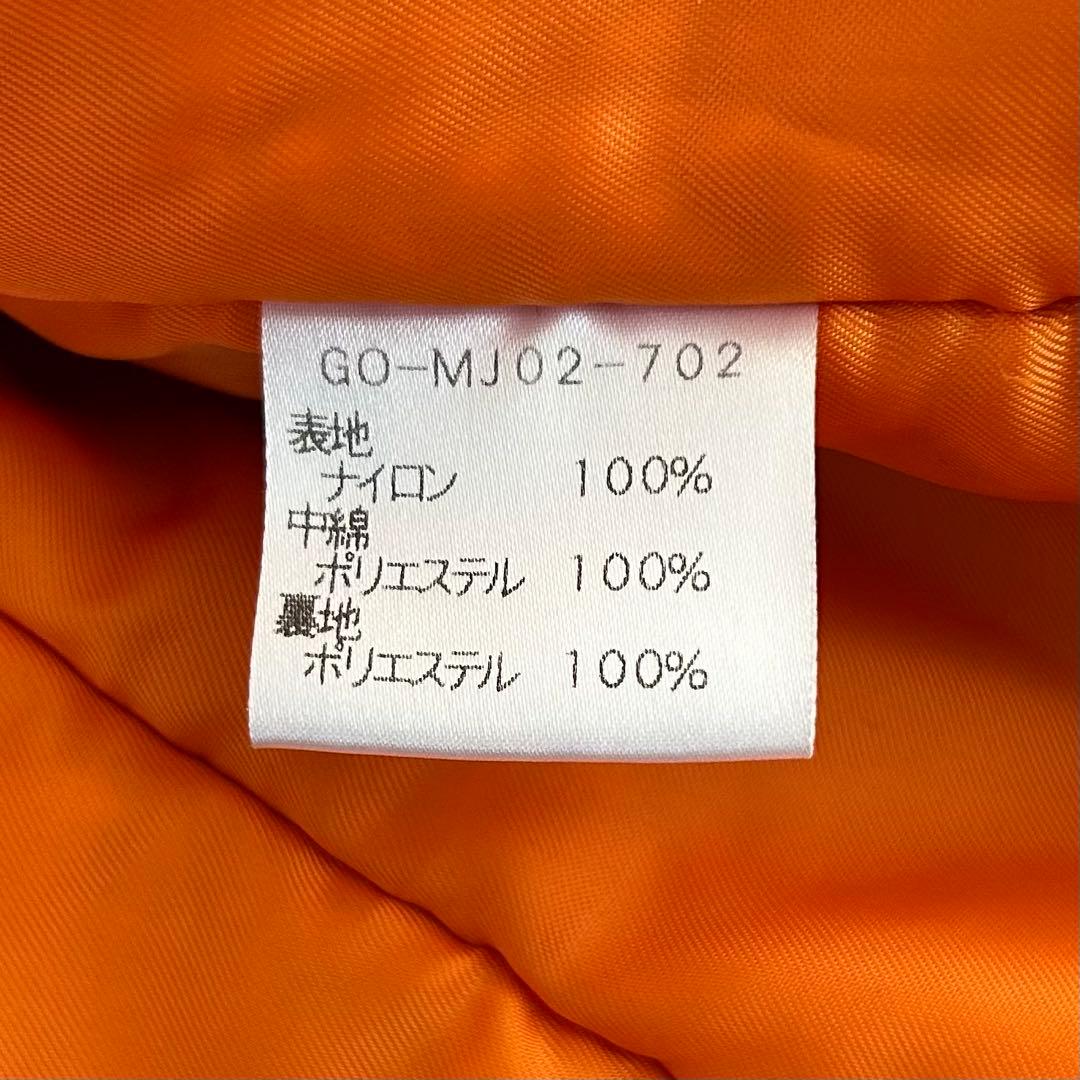 GO-MJ02-702
表地
ナイロン 100%
中綿
ポリエステル 100%
裏地
ポリエステル 100%